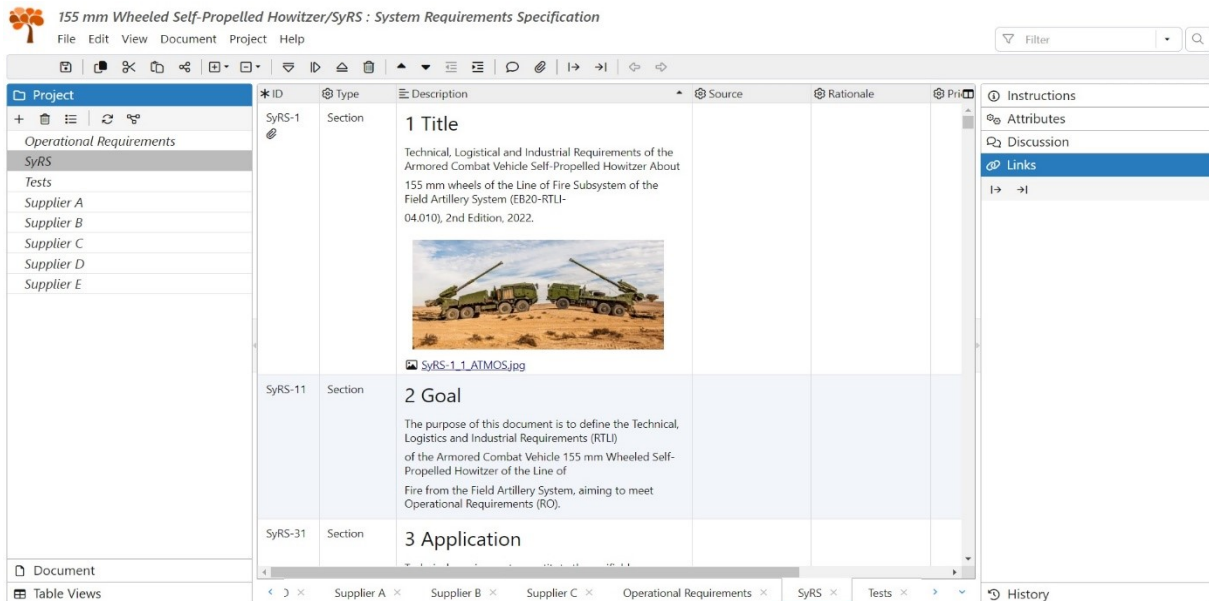 155 mm Wheeled Self-Propelled Howitzer/SyRS : System Requirements Specification
File Edit View Document Project Help
Filter
Project
Operational Requirements
SyRS
Tests
Supplier A
Supplier B
Supplier C
Supplier D
Supplier E
Document
Table Views
ID Type Description Source Rationale
SyRS-1 Section
1 Title
Technical, Logistical and Industrial Requirements of the
Armored Combat Vehicle Self-Propelled Howitzer About
155 mm wheels of the Line of Fire Subsystem of the
Field Artillery System (EB20-RTLI-
04.010), 2nd Edition, 2022.
SyRS-1_1_ATMOS.jpg
SyRS-11 Section
2 Goal
The purpose of this document is to define the Technical,
Logistics and Industrial Requirements (RTLI)
of the Armored Combat Vehicle 155 mm Wheeled Self-
Propelled Howitzer of the Line of
Fire from the Field Artillery System, aiming to meet
Operational Requirements (RO).
SyRS-31 Section
3 Application
Supplier A Supplier B Supplier C Operational Requirements SyRS Tests
Instructions
Attributes
Discussion
Links
History